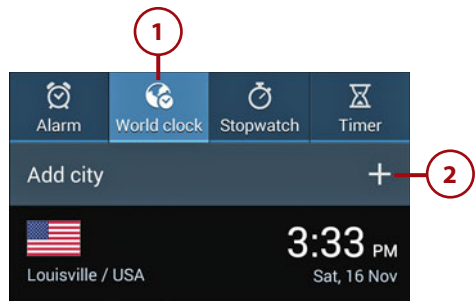 1
Alarm World clock Stopwatch Timer
Add city + 2
3:33 PM
Louisville / USA Sat, 16 Nov